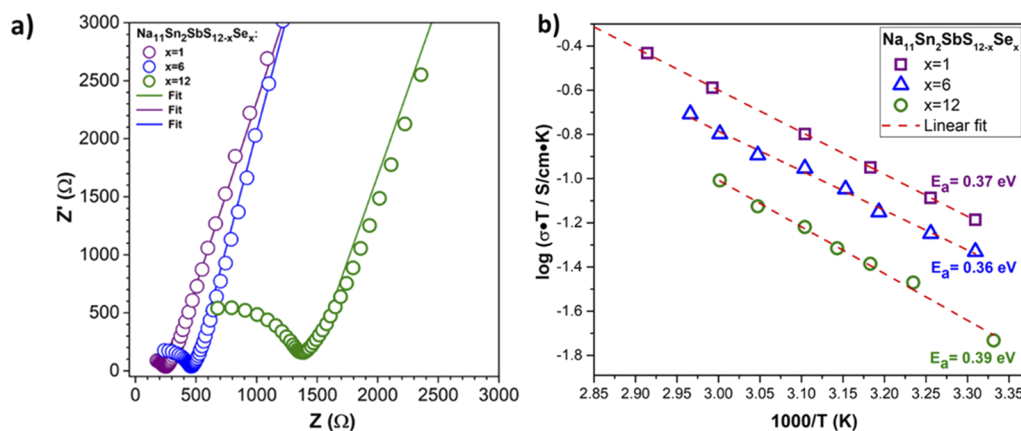 a)
Na₁₁Sn₂SbS₁₂₋ₓSeₓ:
x=1
x=6
x=12
Fit
Fit
Fit
Z' (Ω)
3000
2500
2000
1500
1000
500
0
0 500 1000 1500 2000 2500 3000
Z (Ω)
b)
Na₁₁Sn₂SbS₁₂₋ₓSeₓ
x=1
x=6
x=12
Linear fit
Eₐ= 0.37 eV
Eₐ= 0.36 eV
Eₐ= 0.39 eV
log (σ•T / S/cm•K)
-0.4
-0.6
-0.8
-1.0
-1.2
-1.4
-1.6
-1.8
2.85 2.90 2.95 3.00 3.05 3.10 3.15 3.20 3.25 3.30 3.35
1000/T (K)